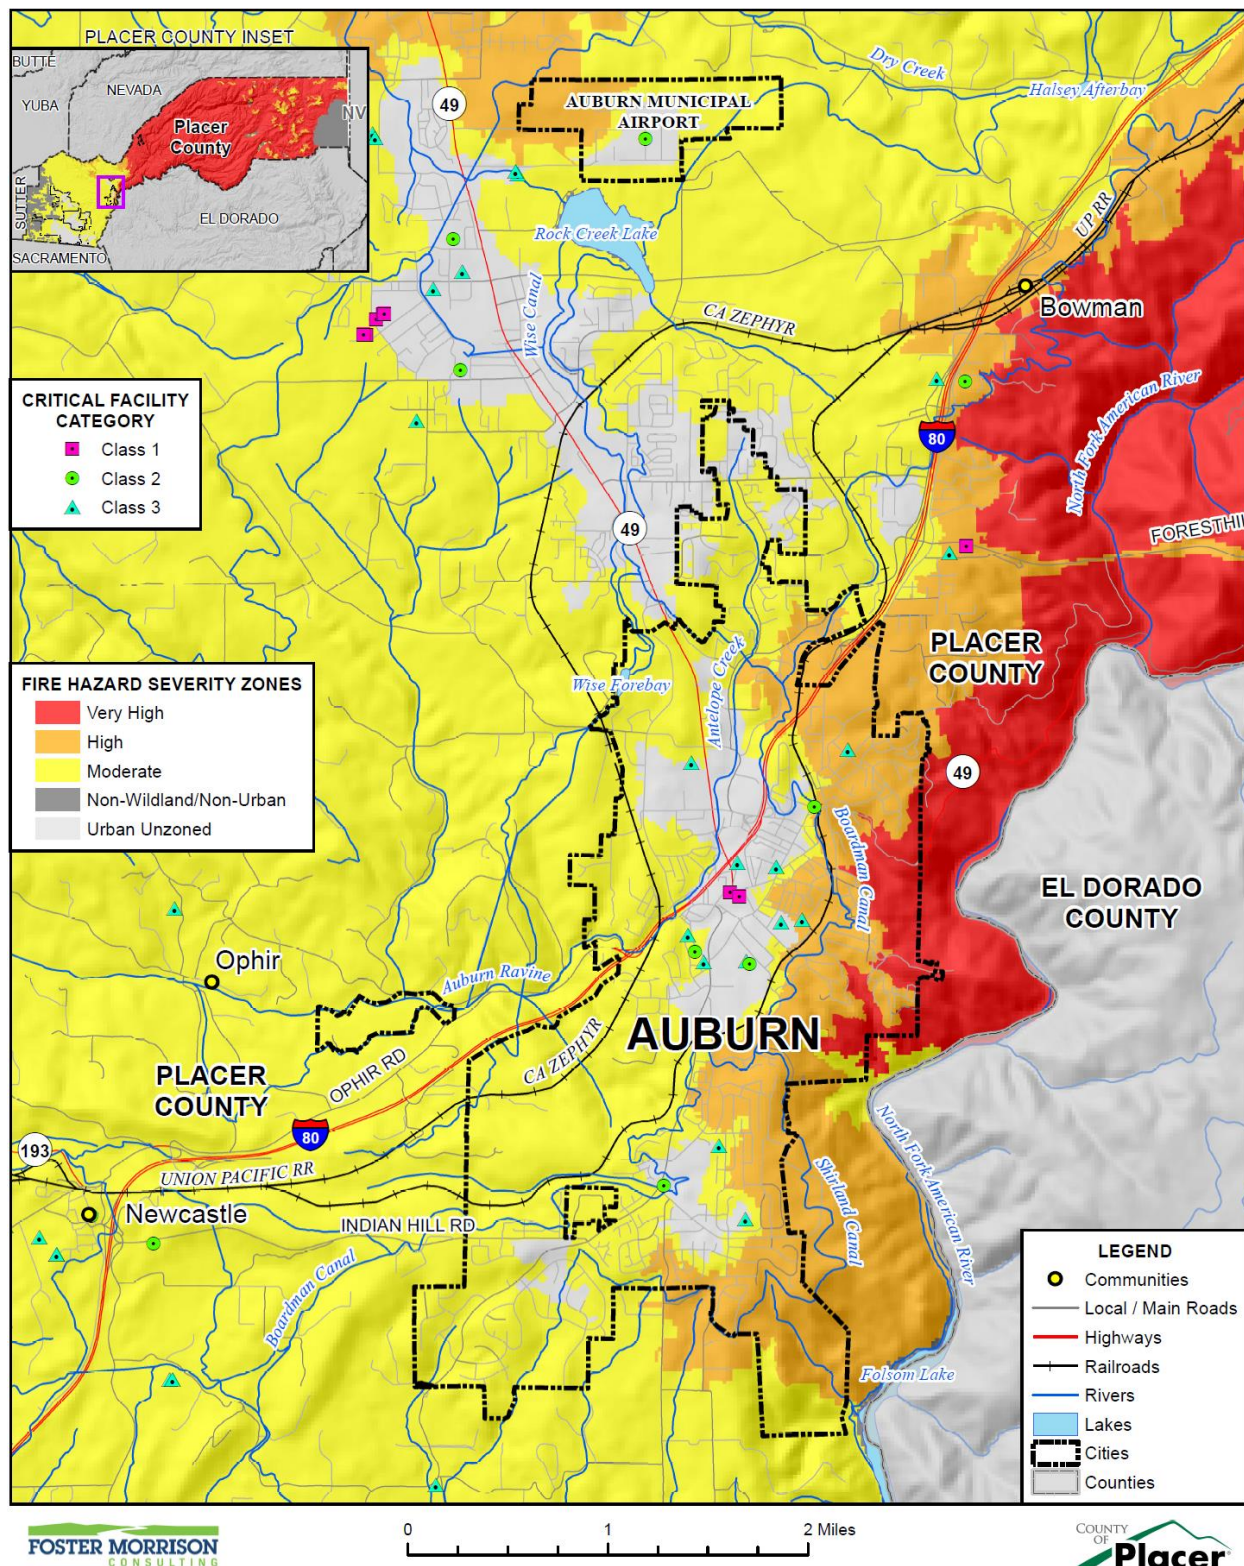 PLACER COUNTY INSET
BUTTE
YUBA
NEVADA
NV
Placer
County
SUTTER
EL DORADO
SACRAMENTO
49
AUBURN MUNICIPAL
AIRPORT
Dry Creek
Halsey Afterbay
UP RR
Rock Creek Lake
Wise Canal
CA ZEPHYR
Bowman
North Fork American River
CRITICAL FACILITY
CATEGORY
Class 1
Class 2
Class 3
80
49
FORESTHI
PLACER
COUNTY
Wise Forebay
Antelope Creek
FIRE HAZARD SEVERITY ZONES
Very High
High
Moderate
Non-Wildland/Non-Urban
Urban Unzoned
49
Boardman Canal
EL DORADO
COUNTY
Ophir
Auburn Ravine
AUBURN
CA ZEPHYR
OPHIR RD
PLACER
COUNTY
80
193
UNION PACIFIC RR
Newcastle
INDIAN HILL RD
Boardman Canal
Shirland Canal
North Fork American River
Folsom Lake
LEGEND
Communities
Local / Main Roads
Highways
Railroads
Rivers
Lakes
Cities
Counties
FOSTER MORRISON
CONSULTING
0 1 2 Miles
COUNTY
OF
Placer